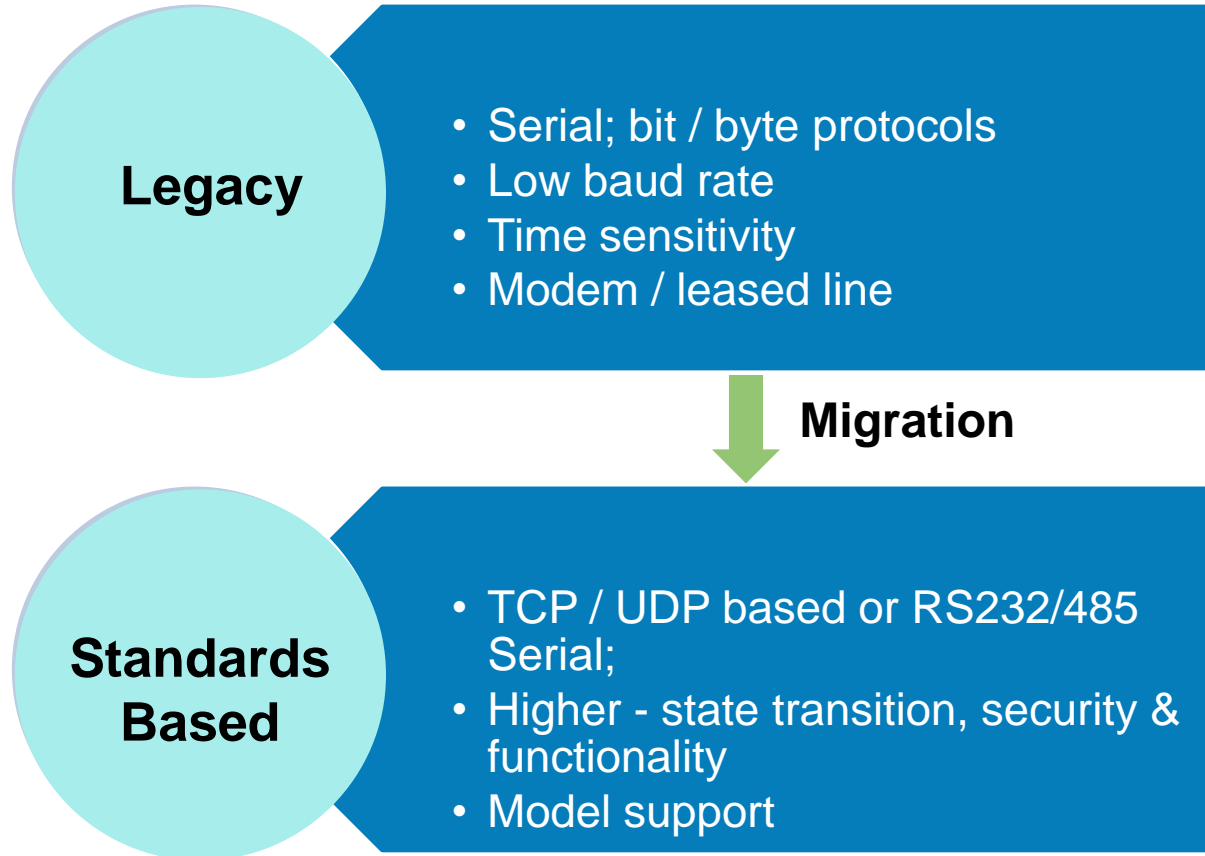 Legacy
• Serial; bit / byte protocols
• Low baud rate
• Time sensitivity
• Modem / leased line
Migration
Standards
Based
• TCP / UDP based or RS232/485
Serial;
• Higher - state transition, security &
functionality
• Model support